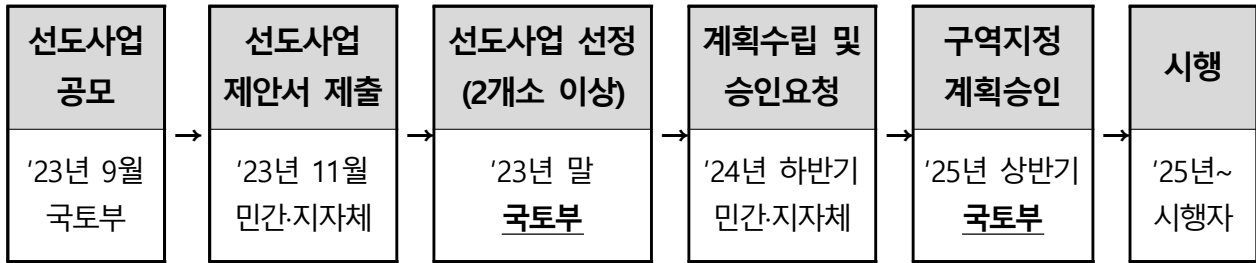 선도사업
공모
'23년 9월
국토부
→
선도사업
제안서 제출
'23년 11월
민간·지자체
→
선도사업 선정
(2개소 이상)
'23년 말
국토부
→
계획수립 및
승인요청
'24년 하반기
민간·지자체
→
구역지정
계획승인
'25년 상반기
국토부
→
시행
'25년~
시행자